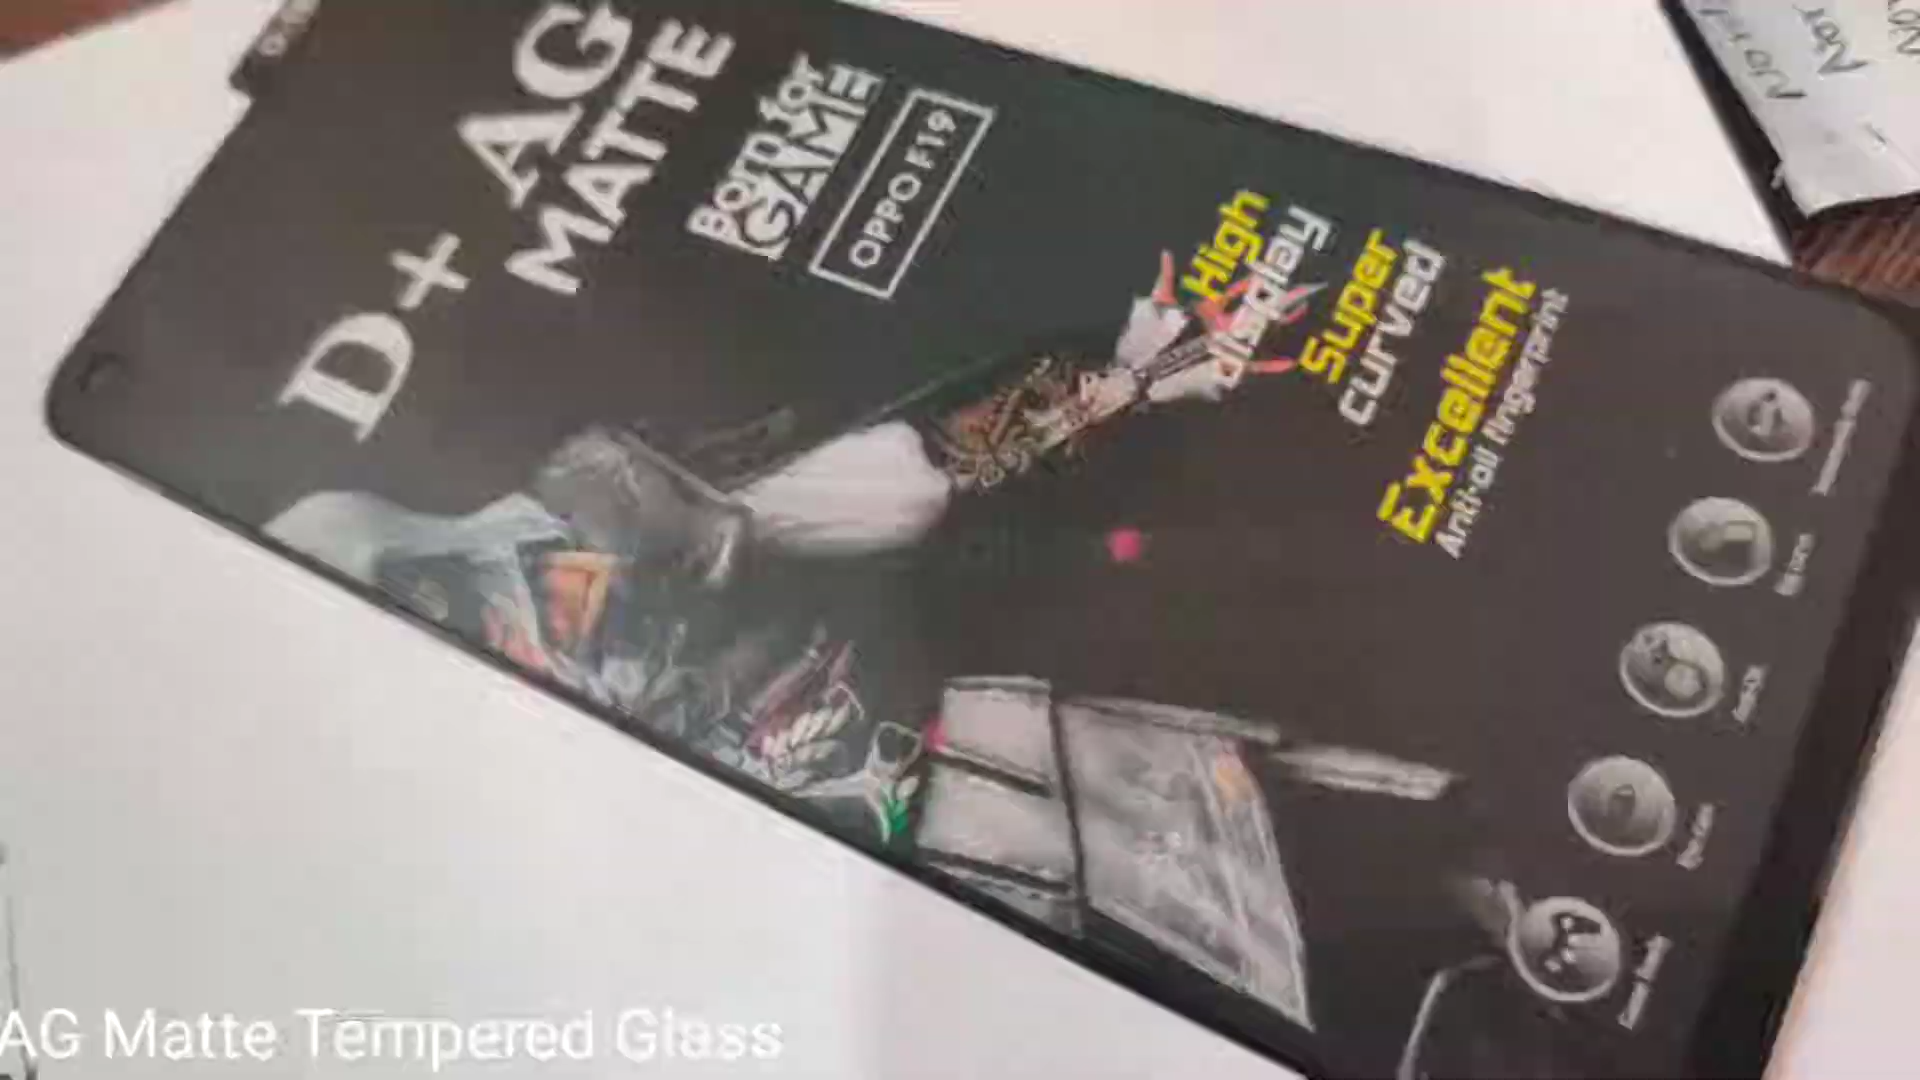 D+
AG
MATTE
Born for
GAME
OPPO F19
High
display
Super
curved
Excellent
Anti-oil fingerprint
AG Matte Tempered Glass